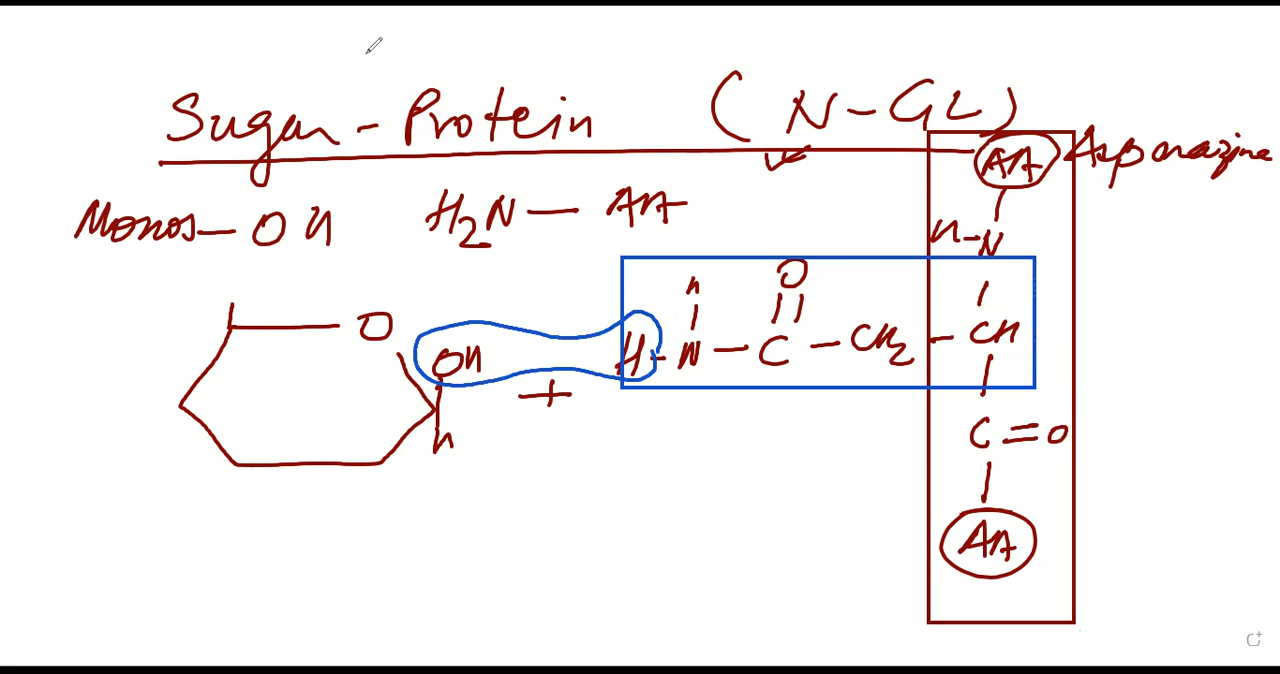 Sugar - Protein (N-GL)
AA Asparagine
Monos-OH H2N-AA
H-N
H O
O OH H-N-C-CH2-CH
+
H C=O
AA